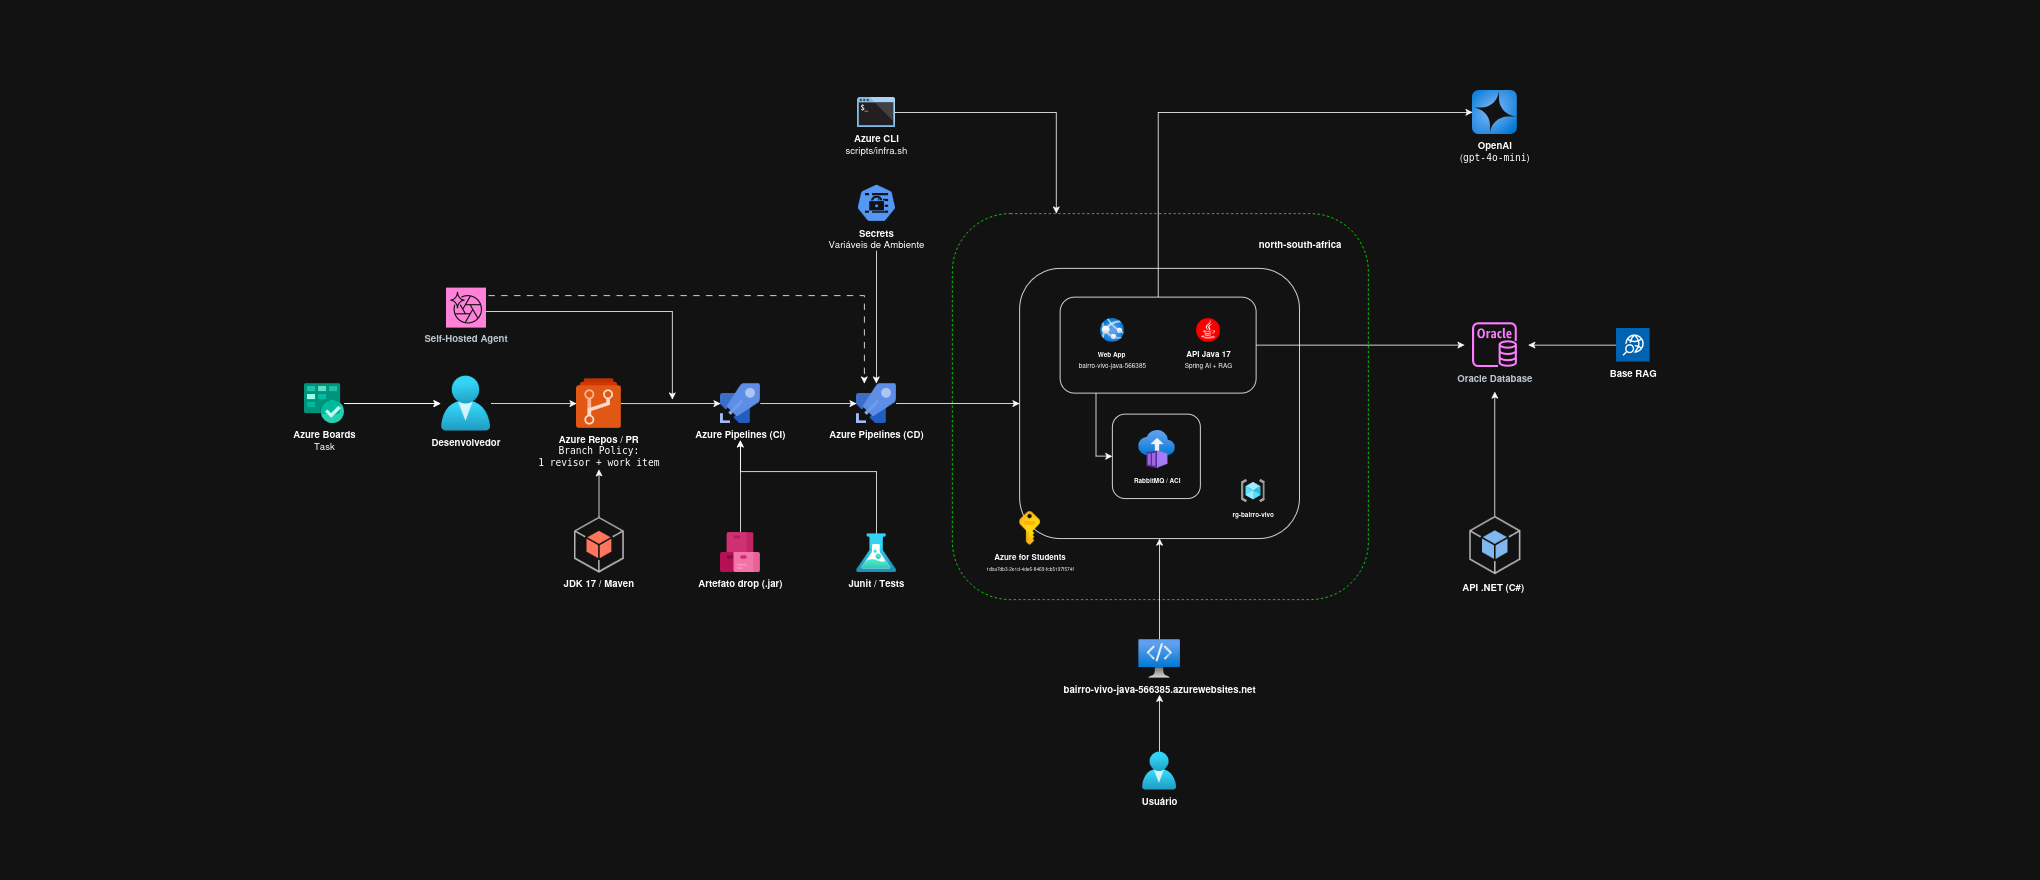 $_
Azure CLI
scripts/infra.sh
OpenAI
(gpt-4o-mini)
Secrets
Variáveis de Ambiente
north-south-africa
Self-Hosted Agent
Web App
bairro-vivo-java-566385
API Java 17
Spring AI + RAG
Oracle
Oracle Database
Base RAG
Azure Boards
Task
Desenvolvedor
Azure Repos / PR
Branch Policy:
1 revisor + work item
Azure Pipelines (CI)
Azure Pipelines (CD)
RabbitMQ / ACI
rg-bairro-vivo
Azure for Students
JDK 17 / Maven
Artefato drop (.jar)
Junit / Tests
API .NET (C#)
bairro-vivo-java-566385.azurewebsites.net
Usuário